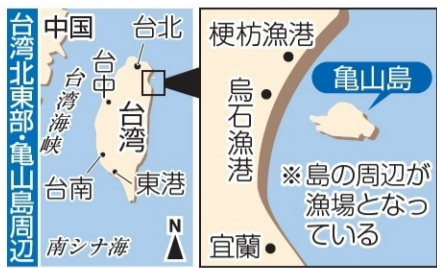 台湾北東部・亀山島周辺
中国
台北
台中
台湾海峡
台湾
台南
東港
南シナ海
N
梗枋漁港
烏石漁港
亀山島
※島の周辺が
漁場となっ
ている
宜蘭